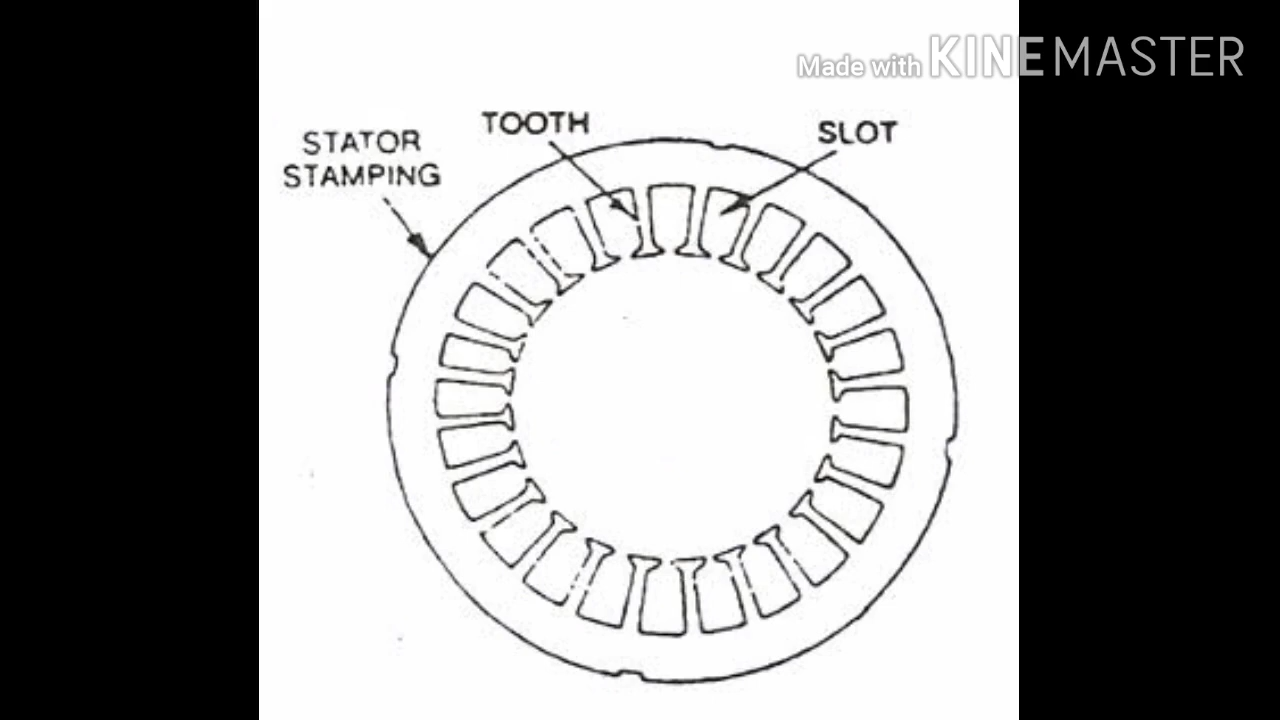 Made with KINEMASTER
TOOTH
SLOT
STATOR
STAMPING